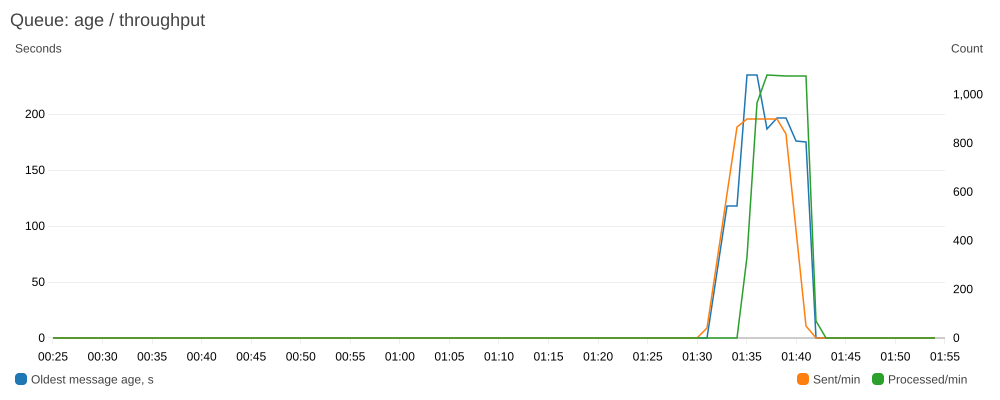 Queue: age / throughput
Seconds Count
200 1,000
150 800
100 600
50 400
0 200
0
00:25 00:30 00:35 00:40 00:45 00:50 00:55 01:00 01:05 01:10 01:15 01:20 01:25 01:30 01:35 01:40 01:45 01:50 01:55
Oldest message age, s Sent/min Processed/min